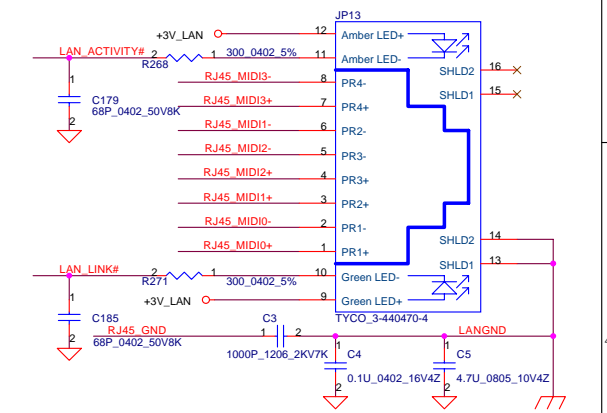 JP13
+3V_LAN 12 Amber LED+
LAN_ACTIVITY# 2 1 300_0402_5% 11 Amber LED-
R268
SHLD2 16
RJ45_MIDI3- 8 PR4-
SHLD1 15
1
C179
68P_0402_50V8K
2
RJ45_MIDI3+ 7 PR4+
RJ45_MIDI1- 6 PR2-
RJ45_MIDI2- 5 PR3-
RJ45_MIDI2+ 4 PR3+
RJ45_MIDI1+ 3 PR2+
RJ45_MIDI0- 2 PR1-
SHLD2 14
RJ45_MIDI0+ 1 PR1+
SHLD1 13
LAN_LINK# 2 1 300_0402_5% 10 Green LED-
R271
+3V_LAN 9 Green LED+
1
C185
68P_0402_50V8K
2
TYCO_3-440470-4
RJ45_GND 1 C3 2 LANGND
1000P_1206_2KV7K
1
C4
0.1U_0402_16V4Z
2
1
C5
4.7U_0805_10V4Z
2
4